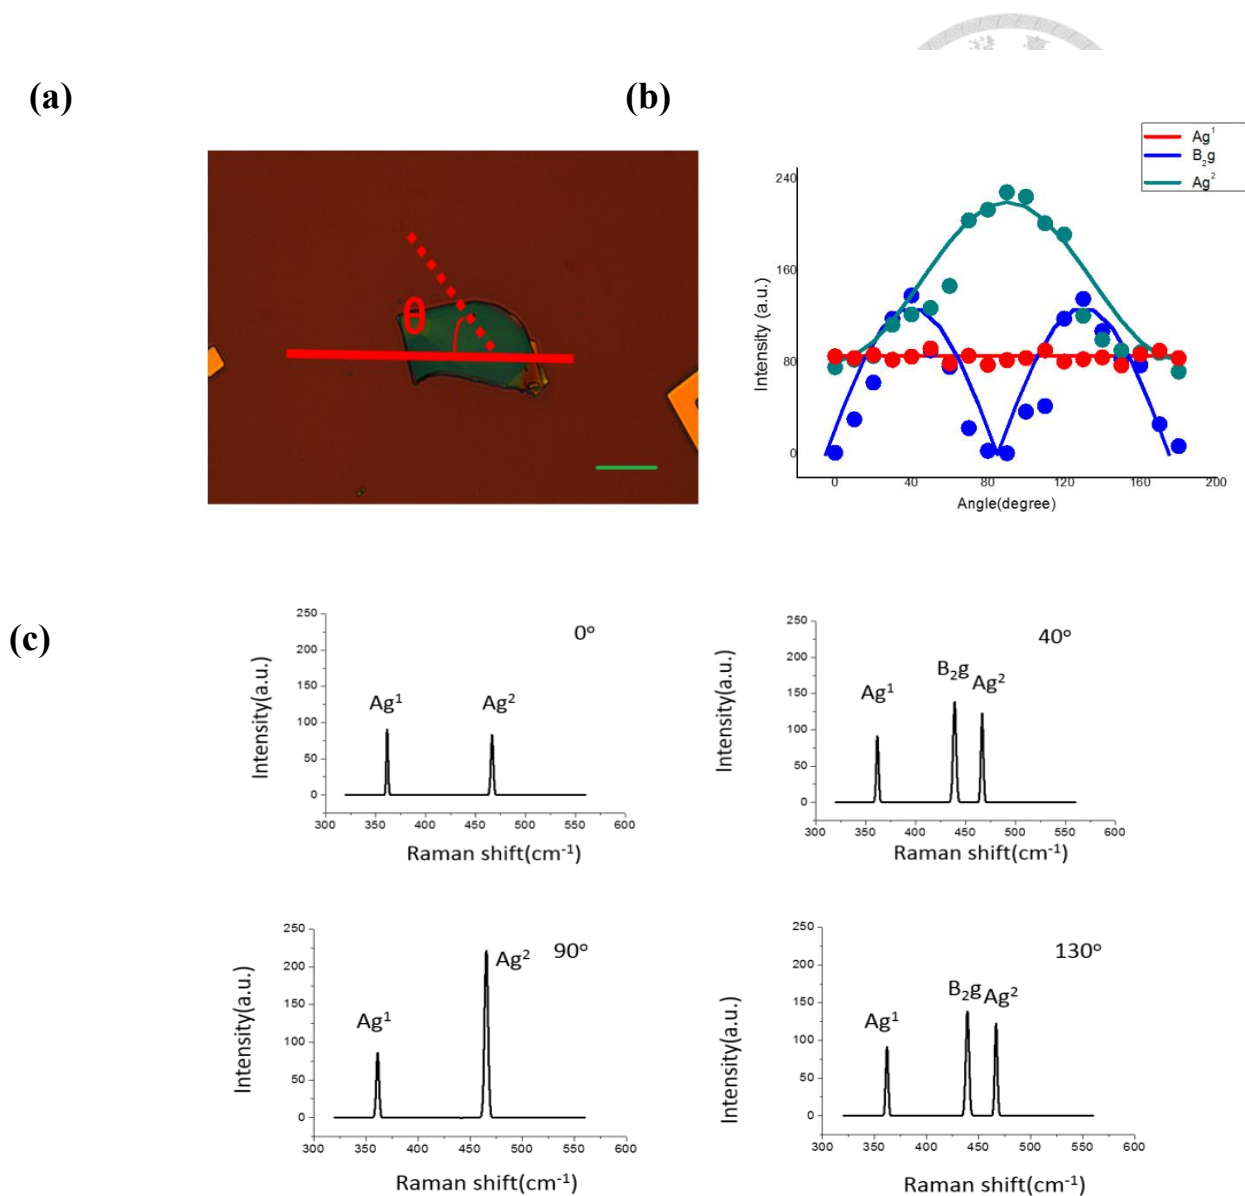 (a)
θ
(b)
Ag¹
B₂g
Ag²
240
160
80
0
Intensity (a.u.)
0 40 80 120 160 200
Angle(degree)
(c)
250
200
150
100
50
0
Intensity(a.u.)
0°
Ag¹ Ag²
300 350 400 450 500 550 600
Raman shift(cm⁻¹)
250
200
150
100
50
0
Intensity(a.u.)
40°
Ag¹ B₂g Ag²
300 350 400 450 500 550 600
Raman shift(cm⁻¹)
250
200
150
100
50
0
Intensity(a.u.)
90°
Ag¹ Ag²
300 350 400 450 500 550 600
Raman shift(cm⁻¹)
250
200
150
100
50
0
Intensity(a.u.)
130°
Ag¹ B₂g Ag²
300 350 400 450 500 550 600
Raman shift(cm⁻¹)